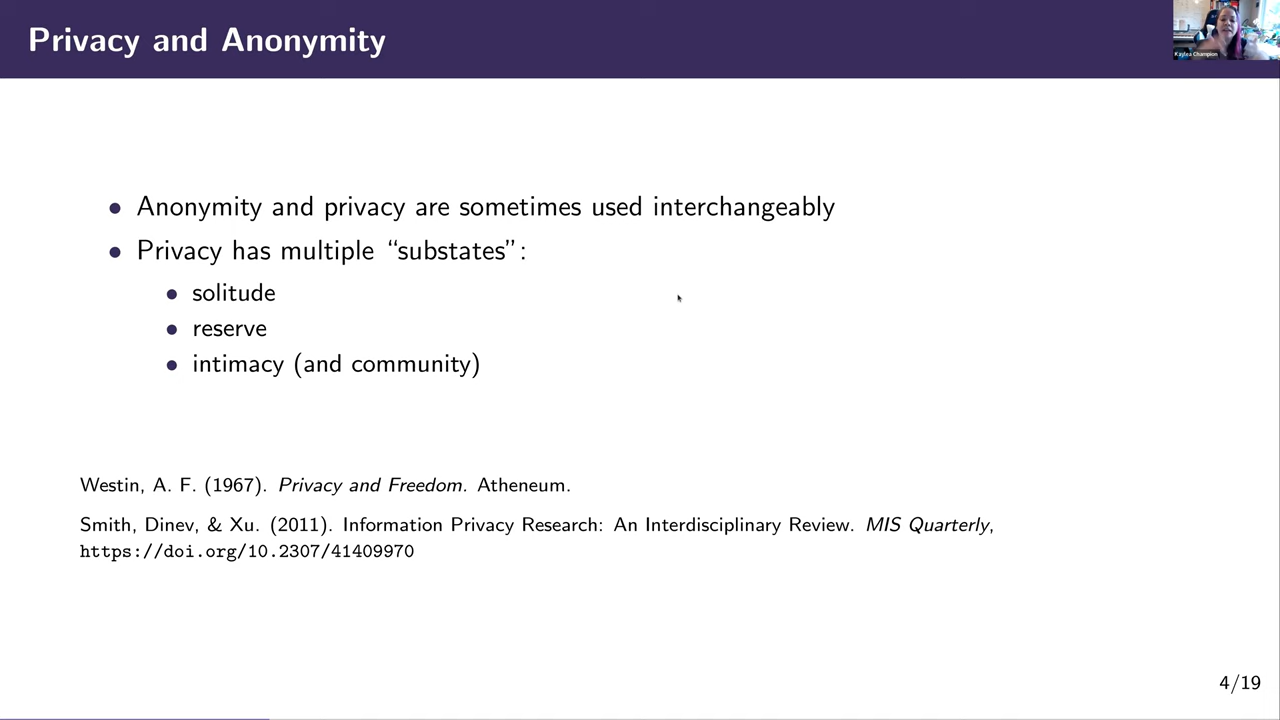 Privacy and Anonymity
Kaylea Champion
• Anonymity and privacy are sometimes used interchangeably
• Privacy has multiple “substates”:
• solitude
• reserve
• intimacy (and community)
Westin, A. F. (1967). Privacy and Freedom. Atheneum.
Smith, Dinev, & Xu. (2011). Information Privacy Research: An Interdisciplinary Review. MIS Quarterly,
https://doi.org/10.2307/41409970
4/19